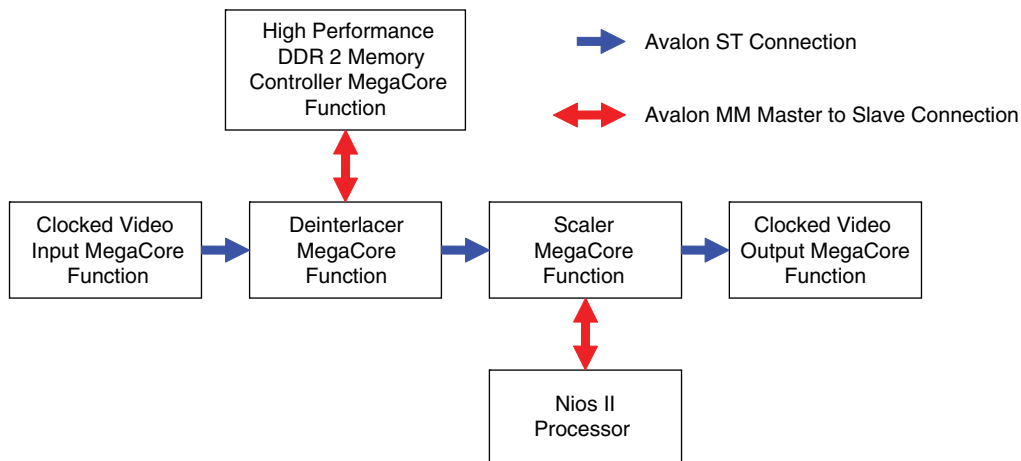 High Performance
DDR 2 Memory
Controller MegaCore
Function
Avalon ST Connection
Avalon MM Master to Slave Connection
Clocked Video
Input MegaCore
Function
Deinterlacer
MegaCore
Function
Scaler
MegaCore
Function
Clocked Video
Output MegaCore
Function
Nios II
Processor